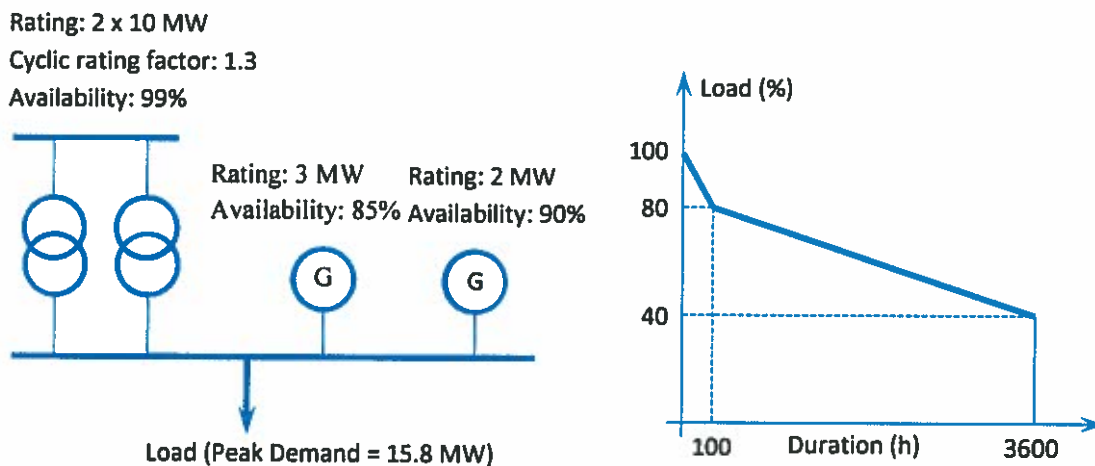 Rating: 2 x 10 MW
Cyclic rating factor: 1.3
Availability: 99%
Rating: 3 MW
Availability: 85%
Rating: 2 MW
Availability: 90%
G
G
Load (Peak Demand = 15.8 MW)
Load (%)
100
80
40
100
Duration (h)
3600